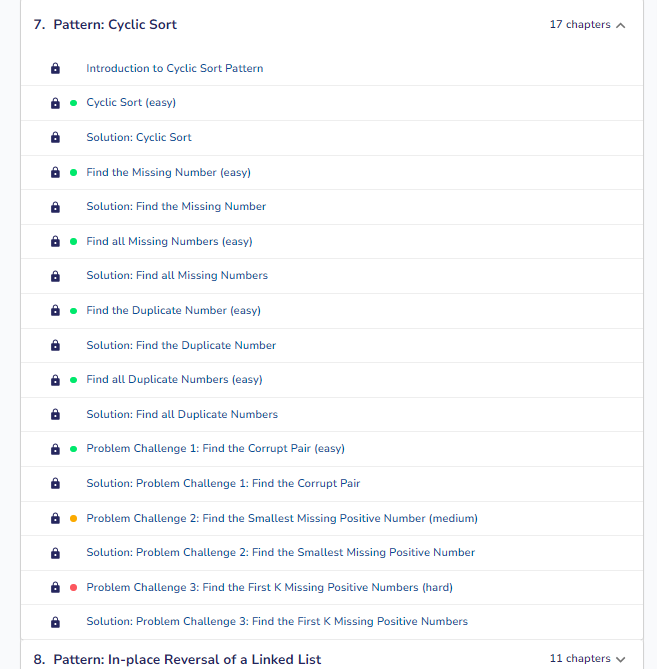 7. Pattern: Cyclic Sort 17 chapters
Introduction to Cyclic Sort Pattern
Cyclic Sort (easy)
Solution: Cyclic Sort
Find the Missing Number (easy)
Solution: Find the Missing Number
Find all Missing Numbers (easy)
Solution: Find all Missing Numbers
Find the Duplicate Number (easy)
Solution: Find the Duplicate Number
Find all Duplicate Numbers (easy)
Solution: Find all Duplicate Numbers
Problem Challenge 1: Find the Corrupt Pair (easy)
Solution: Problem Challenge 1: Find the Corrupt Pair
Problem Challenge 2: Find the Smallest Missing Positive Number (medium)
Solution: Problem Challenge 2: Find the Smallest Missing Positive Number
Problem Challenge 3: Find the First K Missing Positive Numbers (hard)
Solution: Problem Challenge 3: Find the First K Missing Positive Numbers
8. Pattern: In-place Reversal of a Linked List 11 chapters